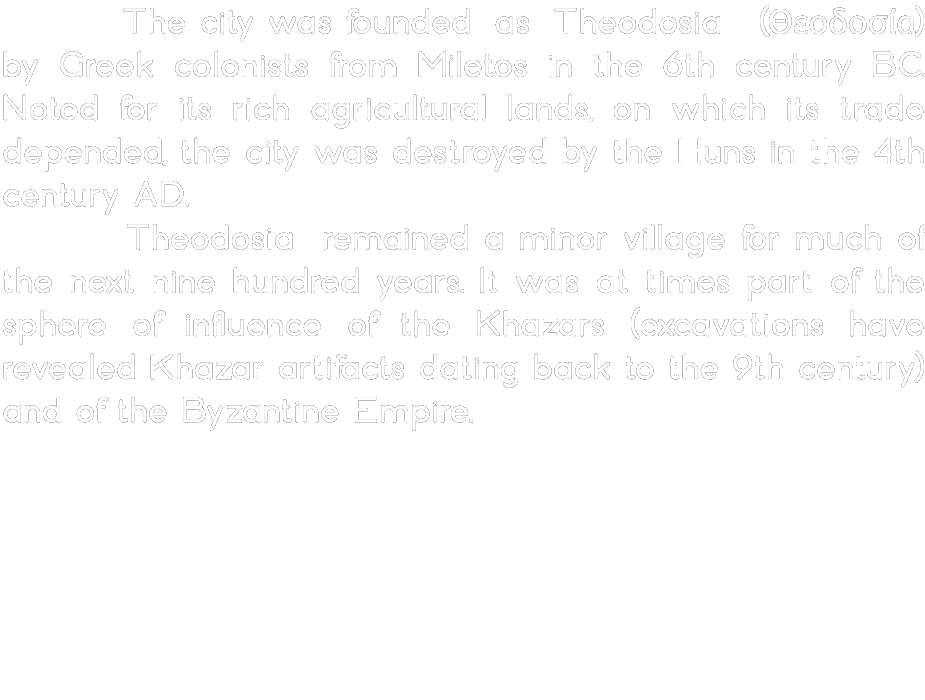 The city was founded as Theodosia (Θεοδοσία)
by Greek colonists from Miletos in the 6th century BC.
Noted for its rich agricultural lands, on which its trade
depended, the city was destroyed by the Huns in the 4th
century AD.
Theodosia remained a minor village for much of
the next nine hundred years. It was at times part of the
sphere of influence of the Khazars (excavations have
revealed Khazar artifacts dating back to the 9th century)
and of the Byzantine Empire.